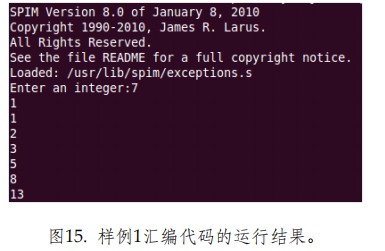 SPIM Version 8.0 of January 8, 2010
Copyright 1990-2010, James R. Larus.
All Rights Reserved.
See the file README for a full copyright notice.
Loaded: /usr/lib/spim/exceptions.s
Enter an integer:7
1
1
2
3
5
8
13
图15. 样例1汇编代码的运行结果。